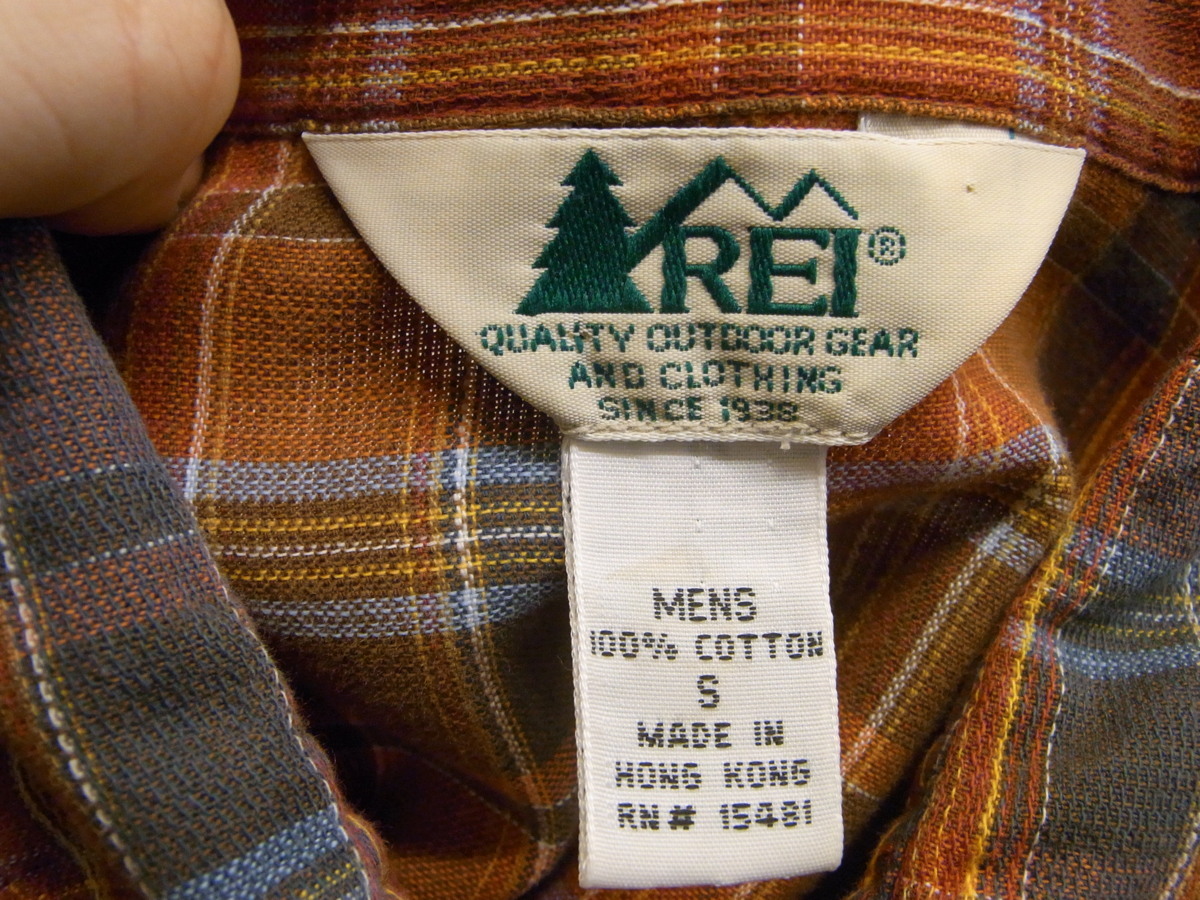 REI®
QUALITY OUTDOOR GEAR
AND CLOTHING
SINCE 1938
MENS
100% COTTON
S
MADE IN
HONG KONG
RN# 15481